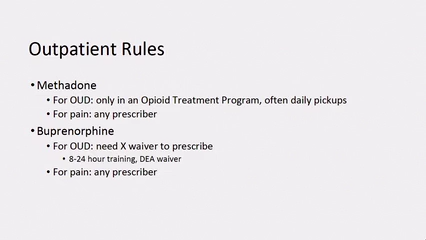 Outpatient Rules
• Methadone
• For OUD: only in an Opioid Treatment Program, often daily pickups
• For pain: any prescriber
• Buprenorphine
• For OUD: need X waiver to prescribe
• 8-24 hour training, DEA waiver
• For pain: any prescriber